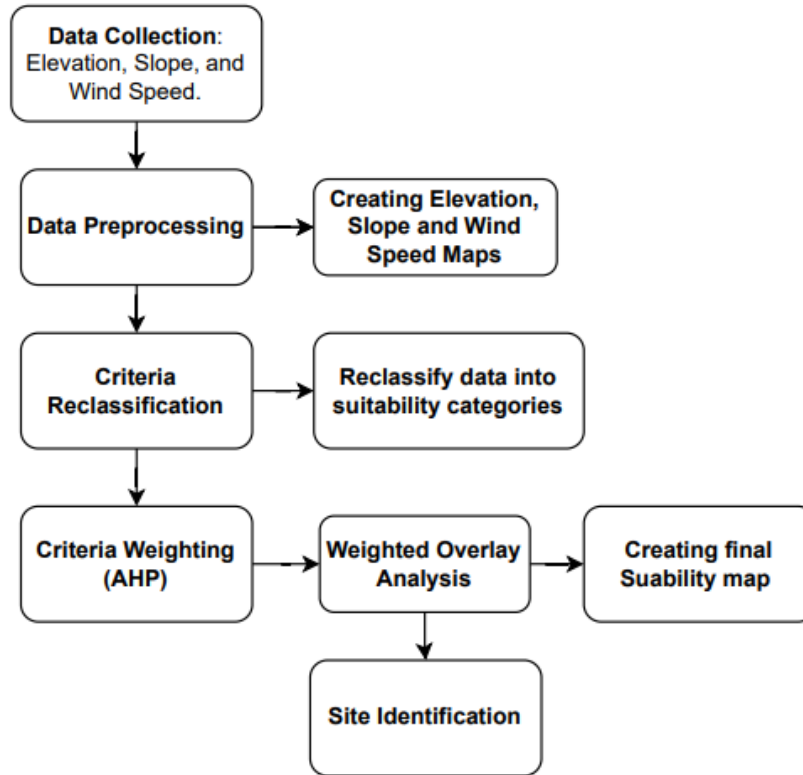 Data Collection:
Elevation, Slope, and
Wind Speed.
Data Preprocessing
Creating Elevation,
Slope and Wind
Speed Maps
Criteria
Reclassification
Reclassify data into
suitability categories
Criteria Weighting
(AHP)
Weighted Overlay
Analysis
Creating final
Suability map
Site Identification